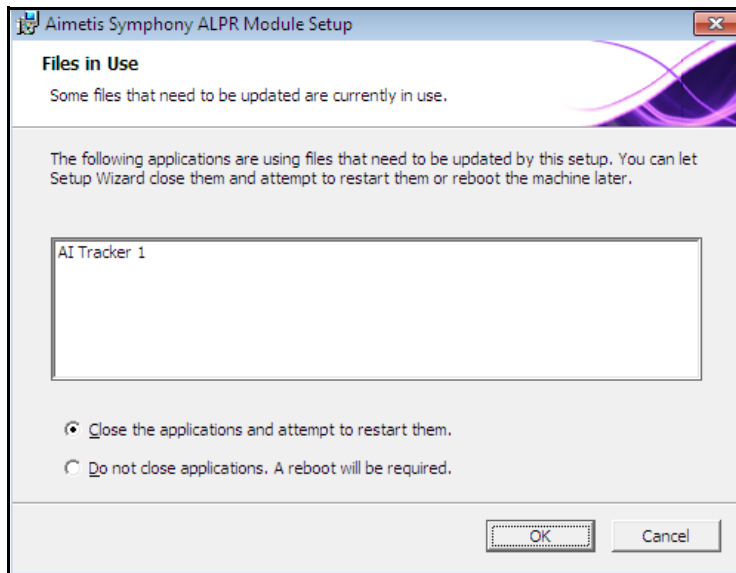 Aimetis Symphony ALPR Module Setup
Files in Use
Some files that need to be updated are currently in use.
The following applications are using files that need to be updated by this setup. You can let
Setup Wizard close them and attempt to restart them or reboot the machine later.
AI Tracker 1
Close the applications and attempt to restart them.
Do not close applications. A reboot will be required.
OK
Cancel